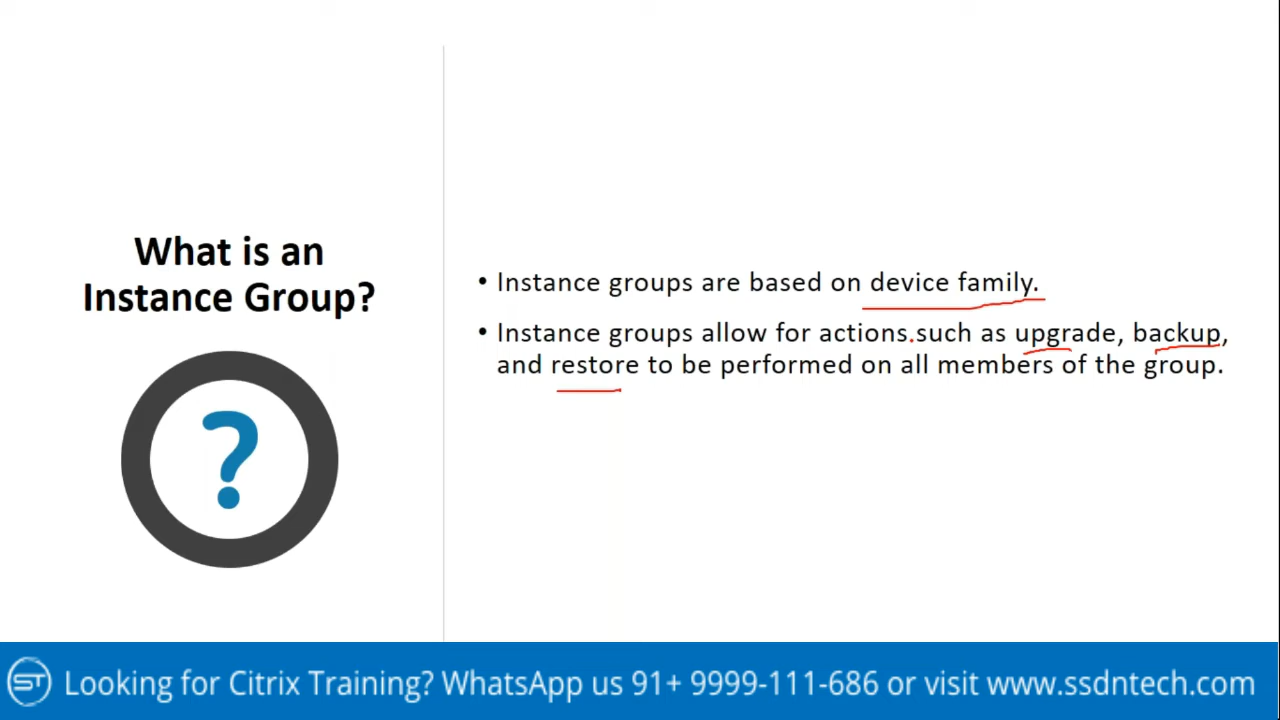 What is an
Instance Group?
?
• Instance groups are based on device family.
• Instance groups allow for actions such as upgrade, backup,
and restore to be performed on all members of the group.
ST Looking for Citrix Training? WhatsApp us 91+ 9999-111-686 or visit www.ssdntech.com